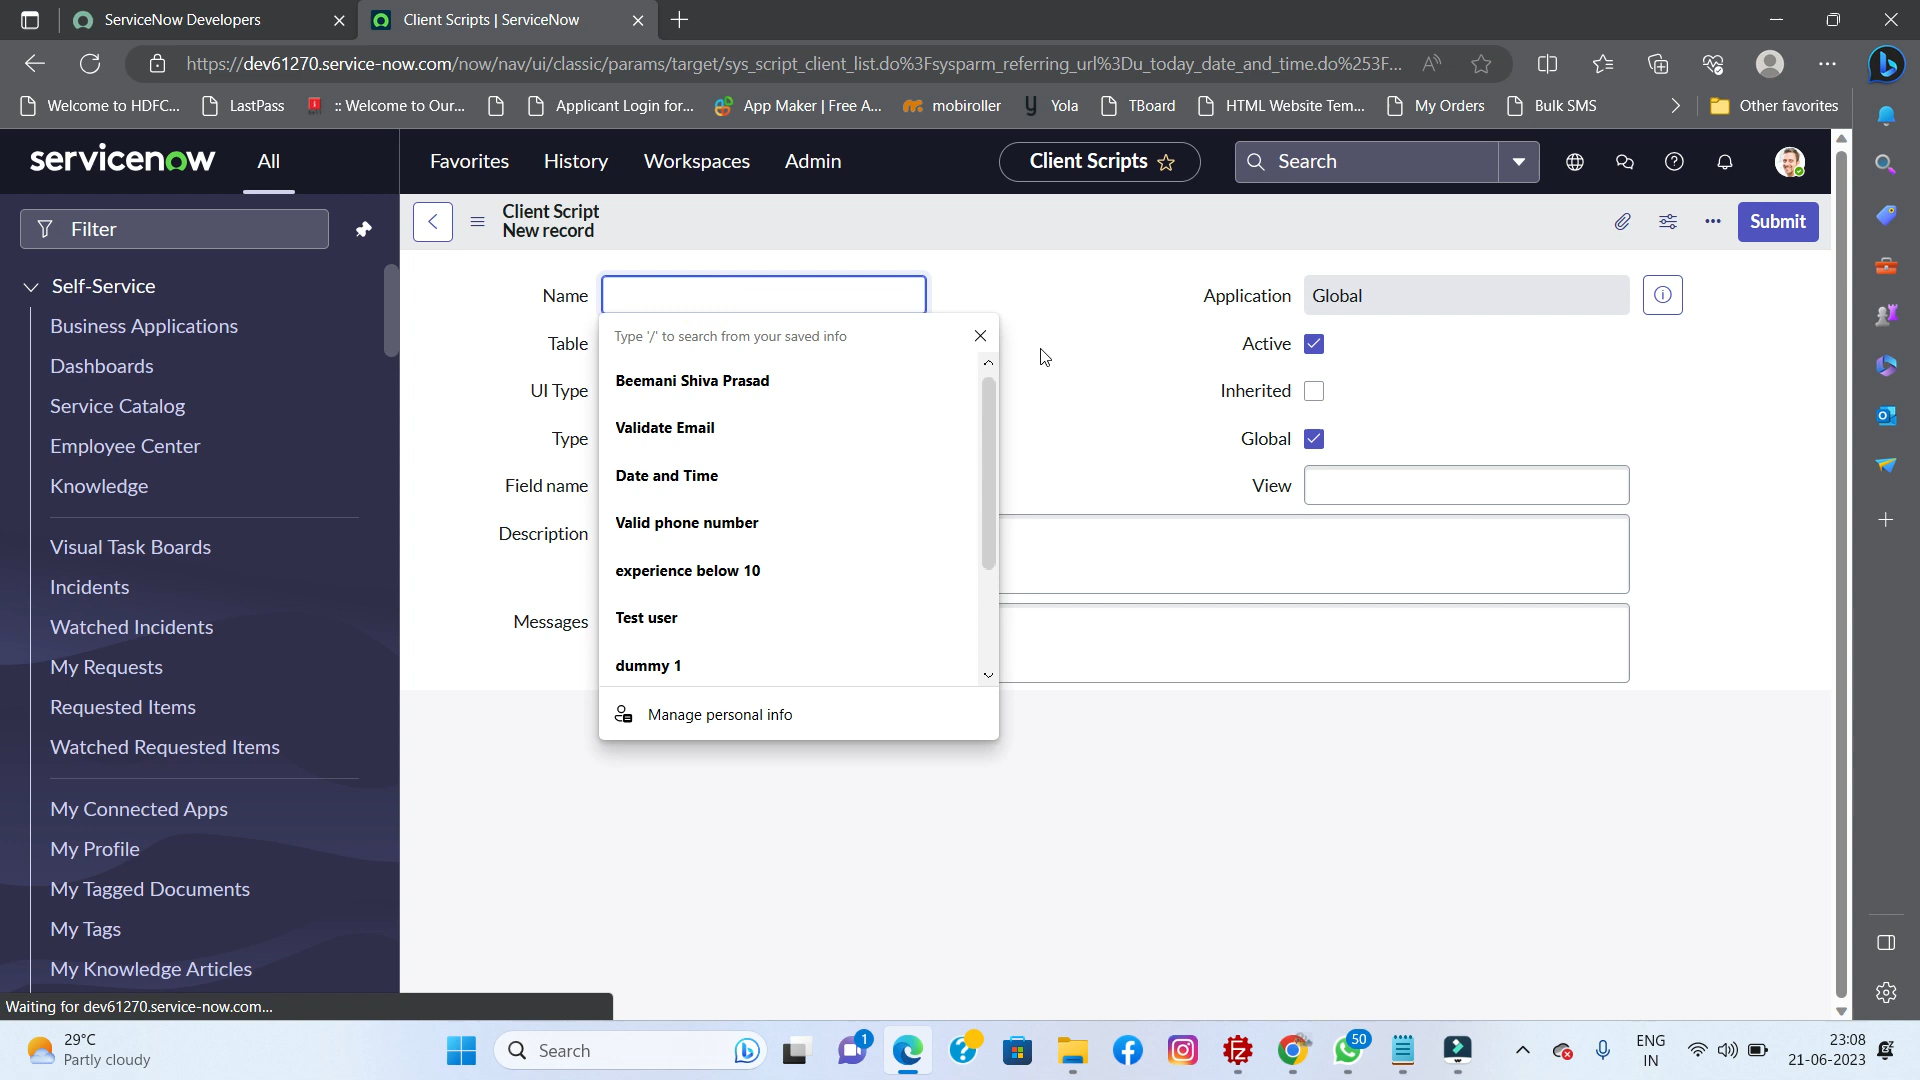 ServiceNow Developers
Client Scripts | ServiceNow
https://dev61270.service-now.com/now/nav/ui/classic/params/target/sys_script_client_list.do%3Fsysparm_referring_url%3Du_today_date_and_time.do%253F...
Welcome to HDFC...
LastPass
:: Welcome to Our...
Applicant Login for...
App Maker | Free A...
mobiroller
Yola
TBoard
HTML Website Tem...
My Orders
Bulk SMS
Other favorites
servicenow
All
Favorites
History
Workspaces
Admin
Client Scripts
Search
Filter
Client Script
New record
Submit
Self-Service
Business Applications
Dashboards
Service Catalog
Employee Center
Knowledge
Visual Task Boards
Incidents
Watched Incidents
My Requests
Requested Items
Watched Requested Items
My Connected Apps
My Profile
My Tagged Documents
My Tags
My Knowledge Articles
Name
Table
UI Type
Type
Field name
Description
Messages
Type '/' to search from your saved info
Beemani Shiva Prasad
Validate Email
Date and Time
Valid phone number
experience below 10
Test user
dummy 1
Manage personal info
Application
Global
Active
Inherited
Global
View
Waiting for dev61270.service-now.com...
29°C
Partly cloudy
Search
1
50
ENG
IN
23:08
21-06-2023